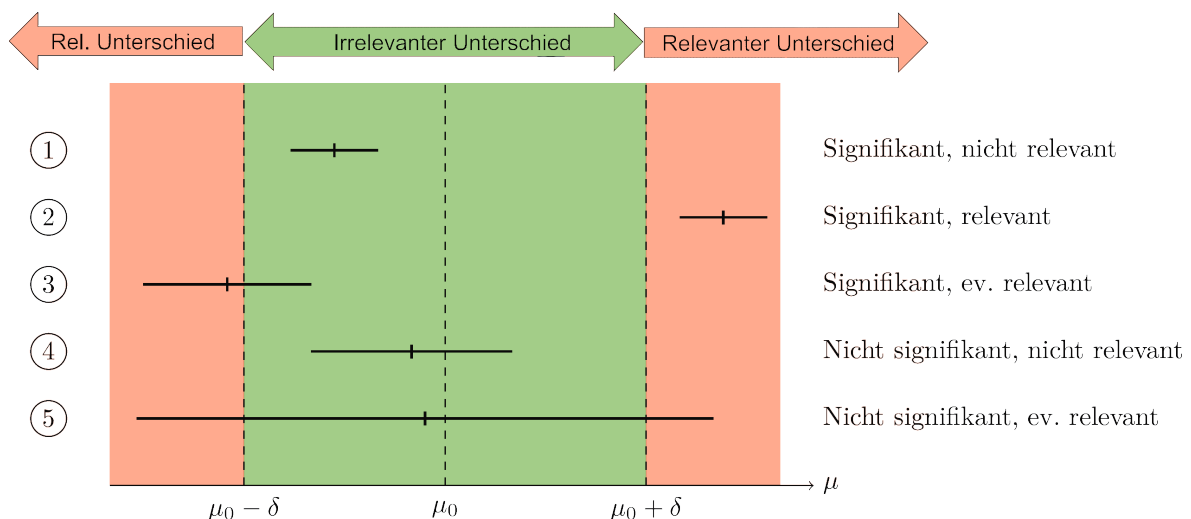 Rel. Unterschied
Irrelevanter Unterschied
Relevanter Unterschied
1 Signifikant, nicht relevant
2 Signifikant, relevant
3 Signifikant, ev. relevant
4 Nicht signifikant, nicht relevant
5 Nicht signifikant, ev. relevant
μ
μ₀ − δ μ₀ μ₀ + δ